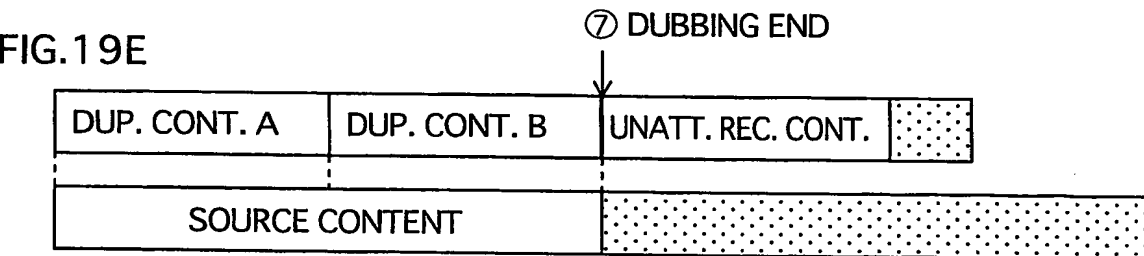 ⑦ DUBBING END
FIG.19E
DUP. CONT. A DUP. CONT. B UNATT. REC. CONT.
SOURCE CONTENT